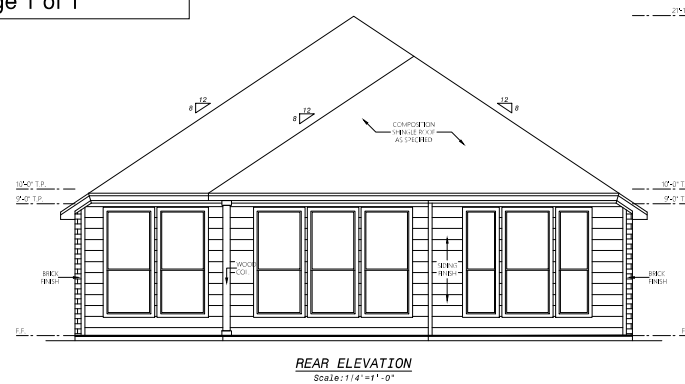 ge 1 of 1
21'-1
12
8
12
8
12
8
COMPOSITION
SHINGLE ROOF
AS SPECIFIED
10'-0" T.P.
10'-0" T.P.
9'-0" T.P.
9'-0" T.P.
WOOD
COL.
SIDING
FINISH
BRICK
FINISH
BRICK
FINISH
F.F.
F.
REAR ELEVATION
Scale:1/4"=1'-0"